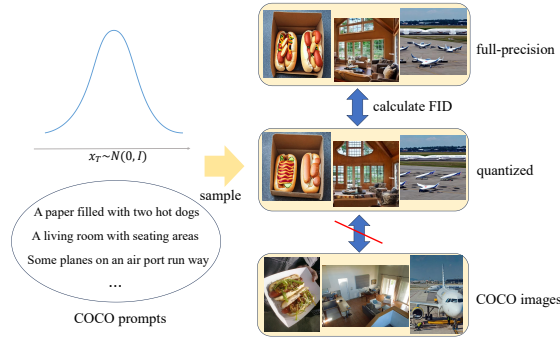 full-precision
calculate FID
x_T~N(0, I)
sample
quantized
A paper filled with two hot dogs
A living room with seating areas
Some planes on an air port run way
...
COCO prompts
COCO images